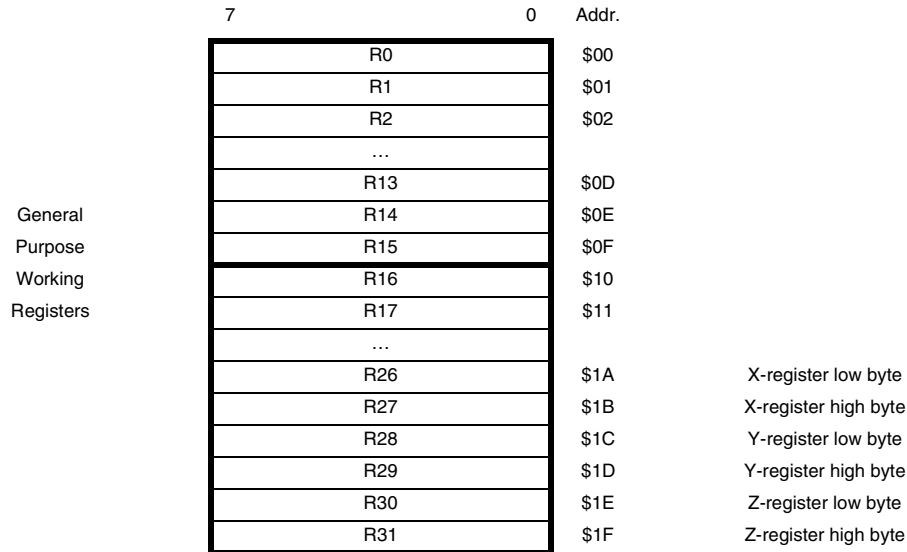 7 0 Addr.
R0 $00
R1 $01
R2 $02
…
R13 $0D
General R14 $0E
Purpose R15 $0F
Working R16 $10
Registers R17 $11
…
R26 $1A X-register low byte
R27 $1B X-register high byte
R28 $1C Y-register low byte
R29 $1D Y-register high byte
R30 $1E Z-register low byte
R31 $1F Z-register high byte